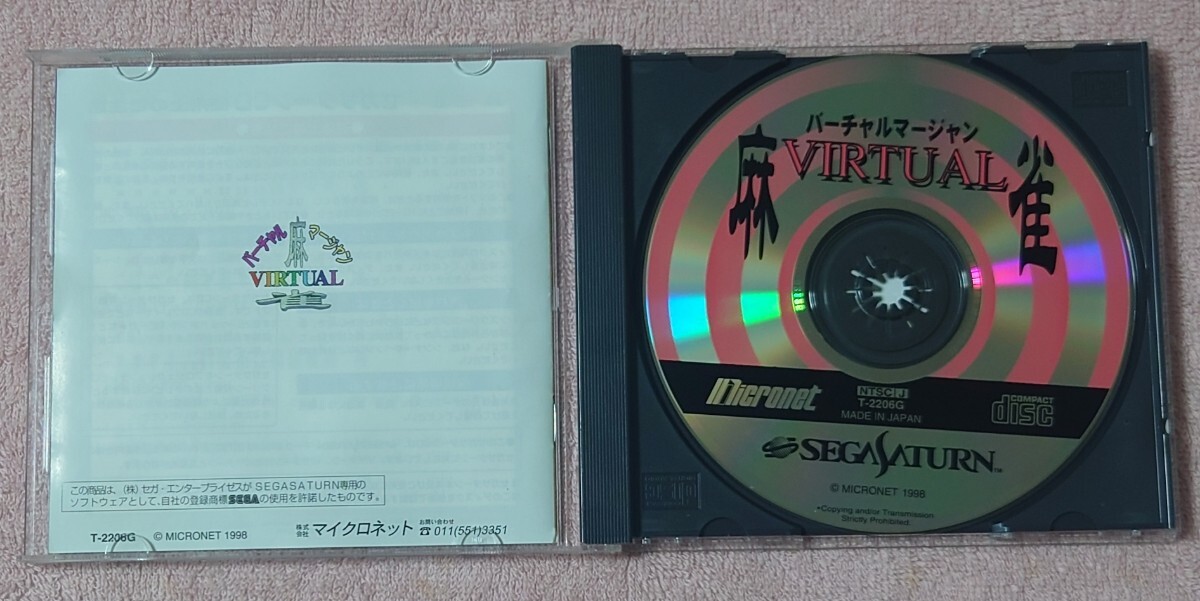 バーチャル 麻 マージャン
VIRTUAL
雀
この商品は、(株)セガ・エンタープライゼスがSEGASATURN専用の
ソフトウェアとして、自社の登録商標SEGAの使用を許諾したものです。
T-2206G © MICRONET 1998 株式会社 マイクロネット お問い合わせ ☎011(551)3351
バーチャルマージャン
麻 VIRTUAL 雀
Micronet
NTSC J
T-2206G
MADE IN JAPAN
COMPACT
disc
SEGASATURN™
© MICRONET 1998
•Copying and/or Transmission
Strictly Prohibited.